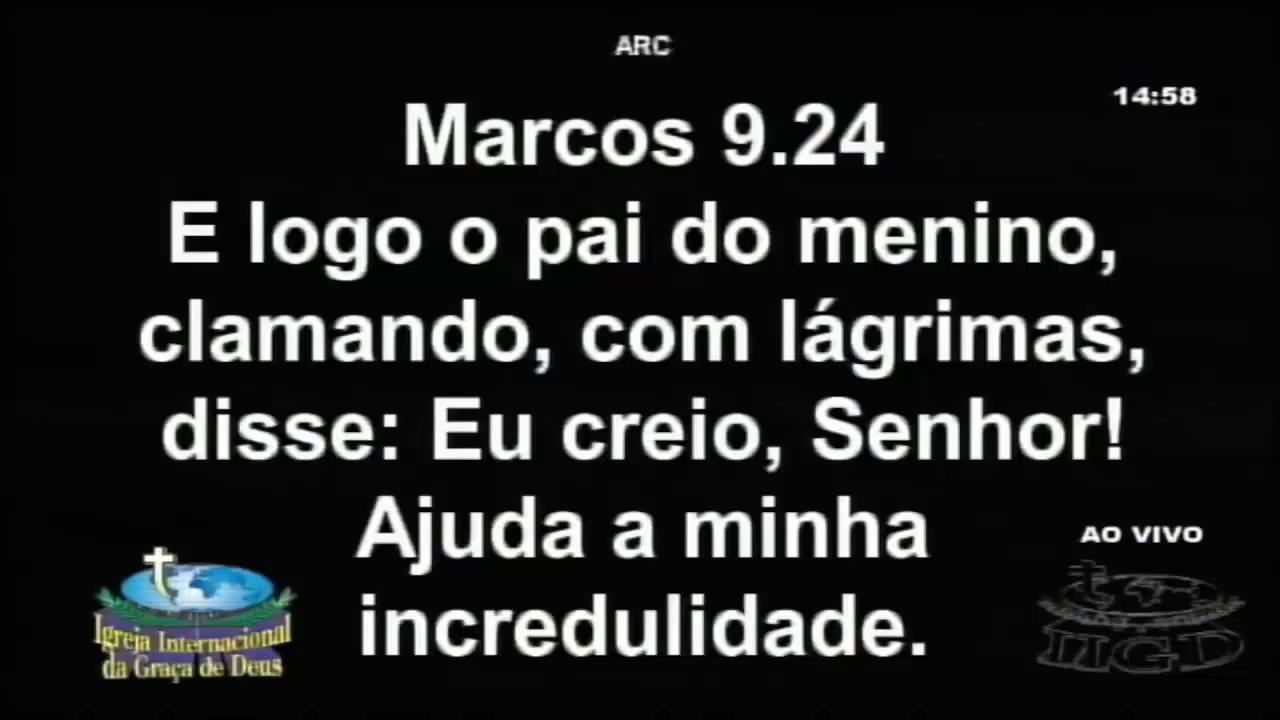 ARC
14:58
Marcos 9.24
E logo o pai do menino,
clamando, com lágrimas,
disse: Eu creio, Senhor!
Ajuda a minha
incredulidade.
AO VIVO
Igreja Internacional
da Graça de Deus
IIGD